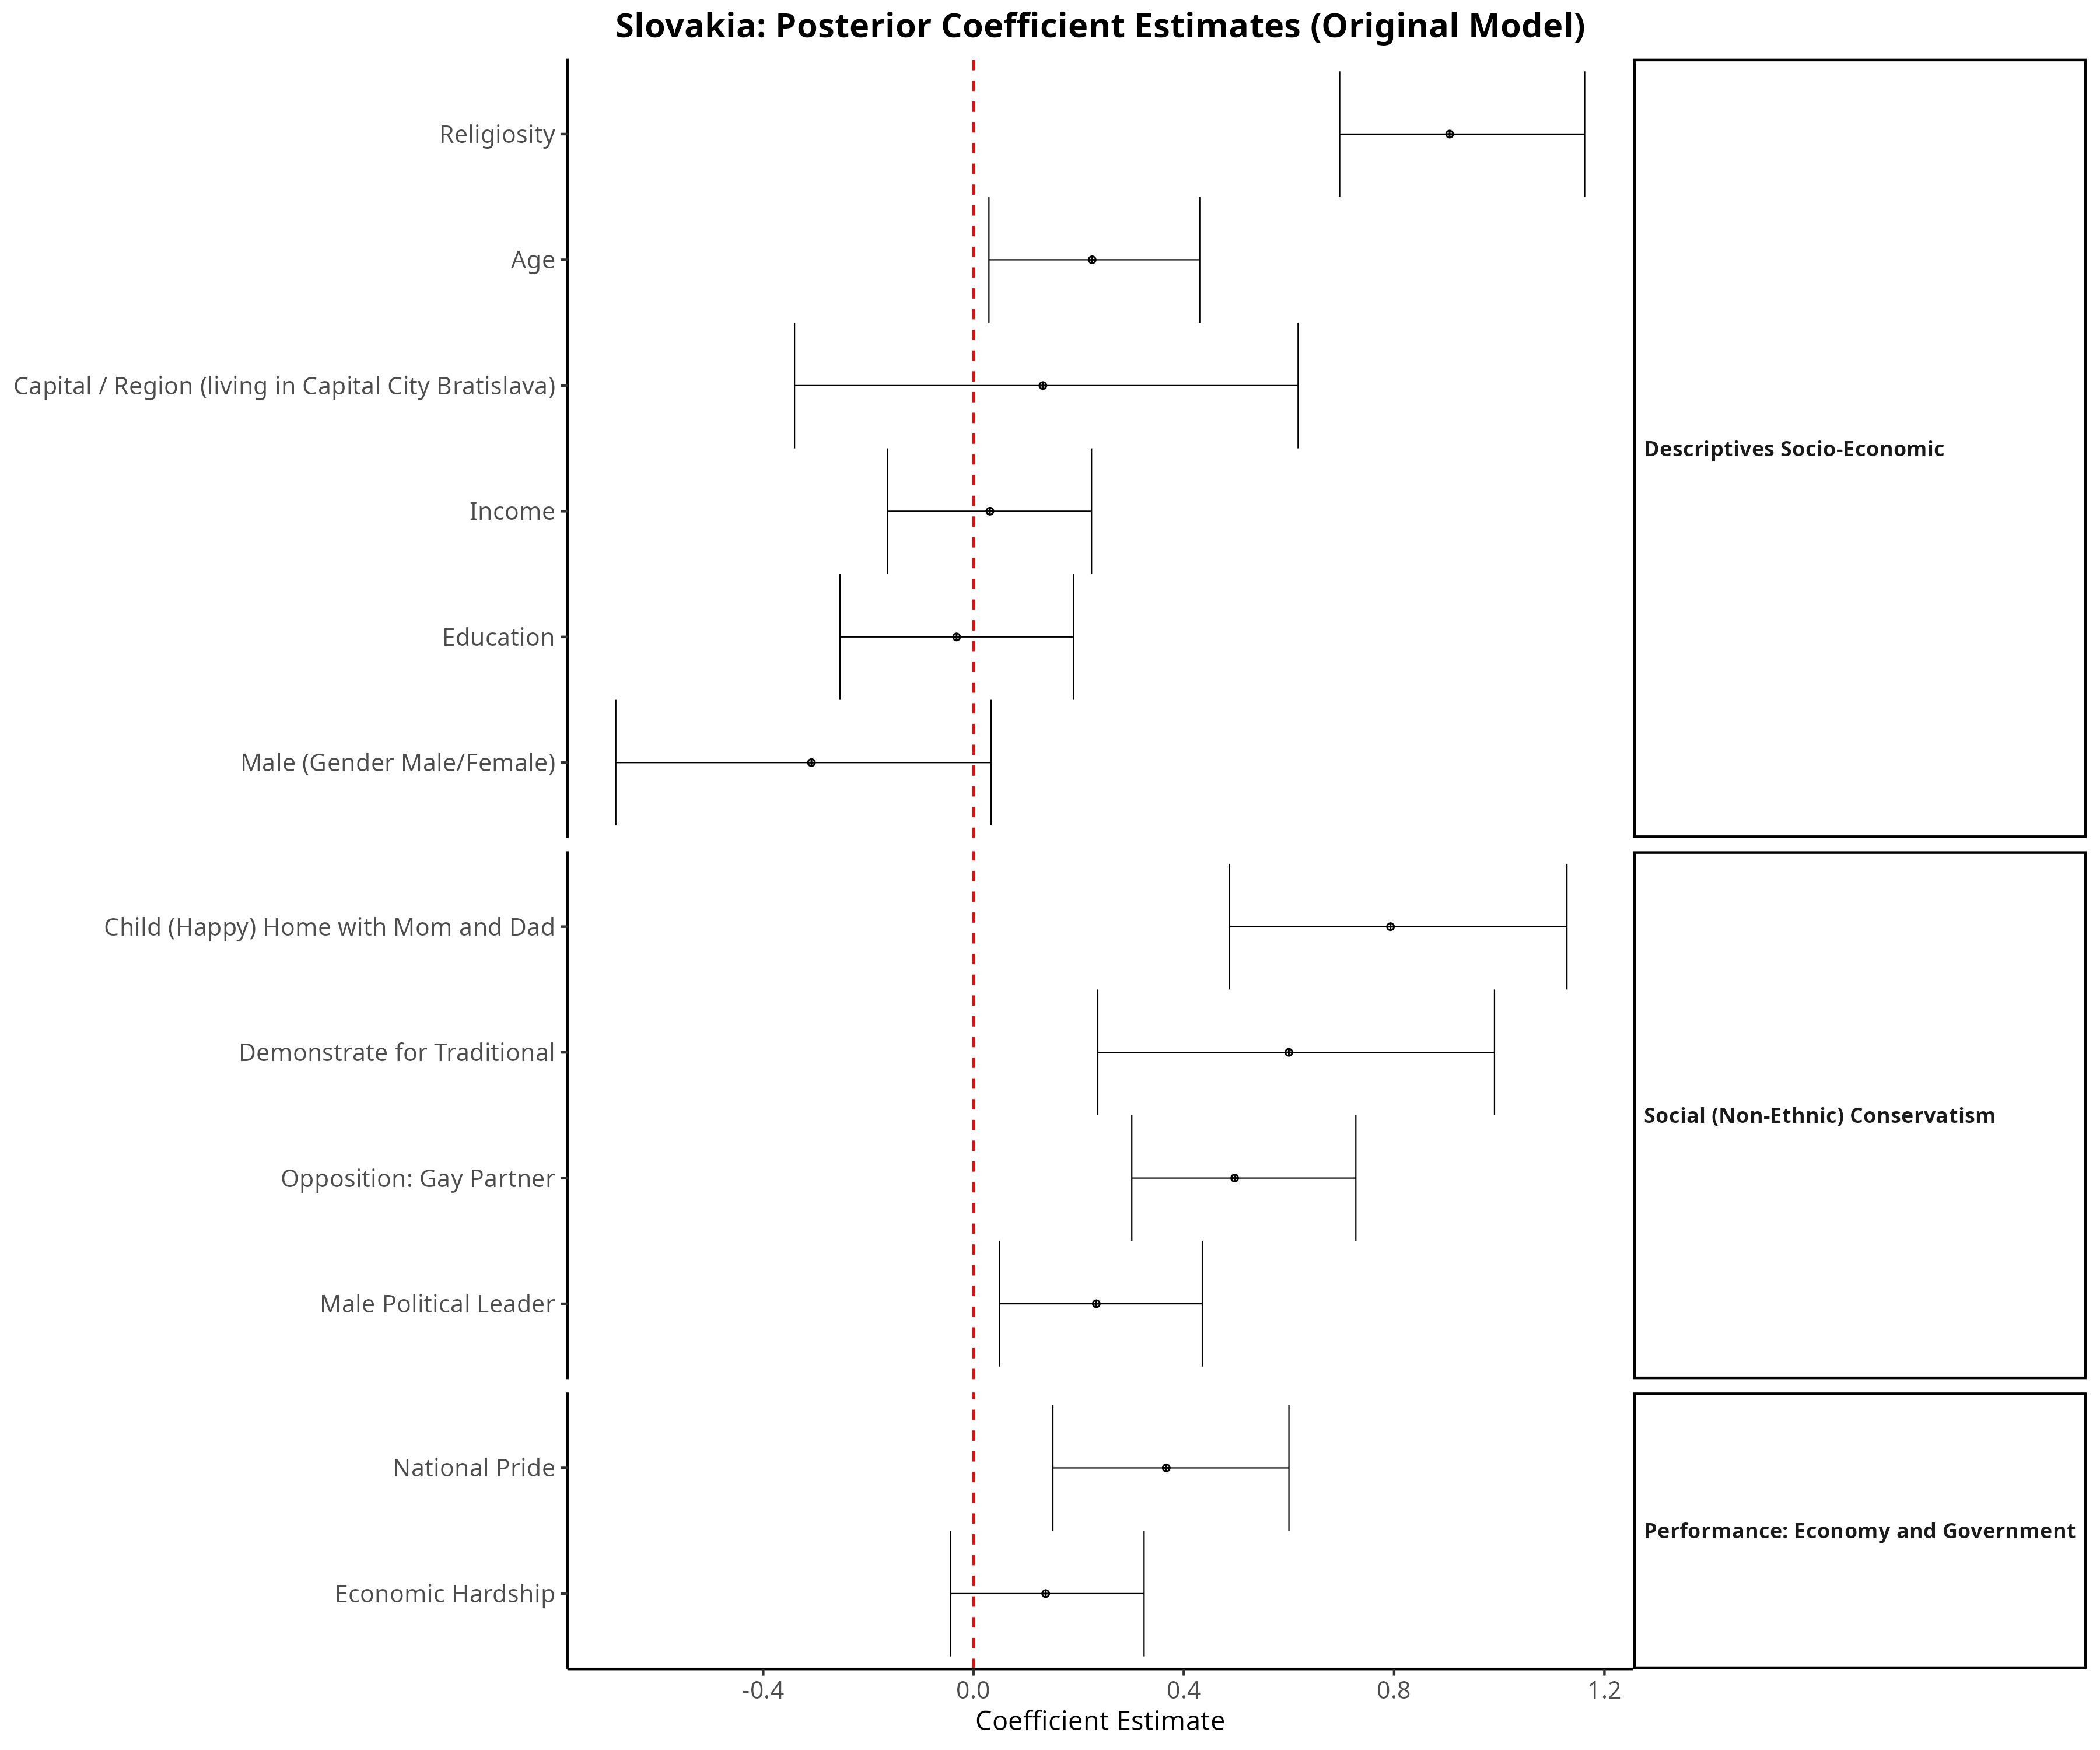 Slovakia: Posterior Coefficient Estimates (Original Model)
Religiosity
Age
Capital / Region (living in Capital City Bratislava)
Income
Education
Male (Gender Male/Female)
Descriptives Socio-Economic
Child (Happy) Home with Mom and Dad
Demonstrate for Traditional
Opposition: Gay Partner
Male Political Leader
Social (Non-Ethnic) Conservatism
National Pride
Economic Hardship
Performance: Economy and Government
-0.4 0.0 0.4 0.8 1.2
Coefficient Estimate